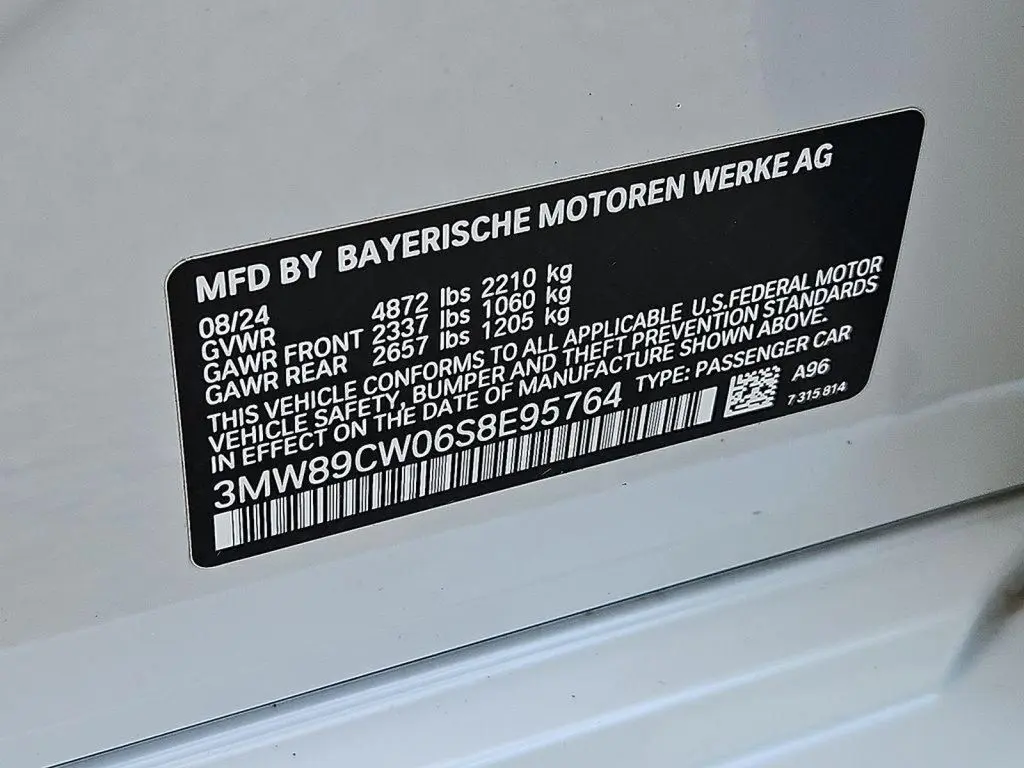 MFD BY BAYERISCHE MOTOREN WERKE AG
08/24
GVWR 4872 lbs 2210 kg
GAWR FRONT 2337 lbs 1060 kg
GAWR REAR 2657 lbs 1205 kg
THIS VEHICLE CONFORMS TO ALL APPLICABLE U.S.FEDERAL MOTOR
VEHICLE SAFETY, BUMPER AND THEFT PREVENTION STANDARDS
IN EFFECT ON THE DATE OF MANUFACTURE SHOWN ABOVE.
3MW89CW06S8E95764 TYPE: PASSENGER CAR
A96
7 315 814